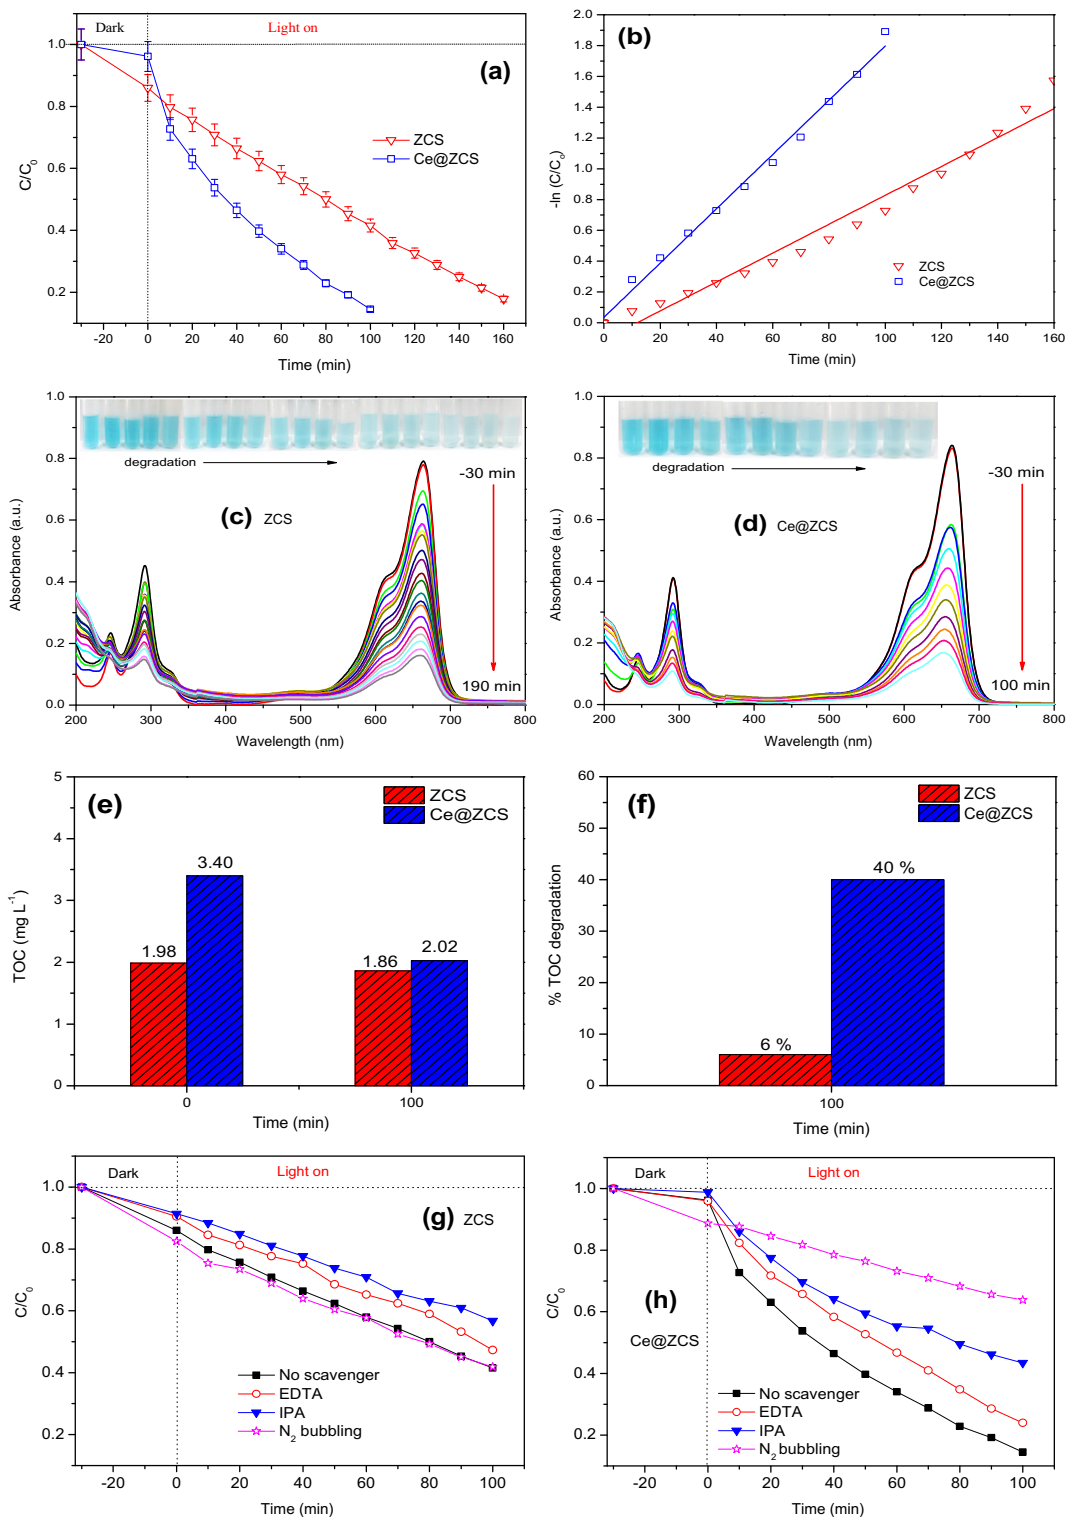 Dark
Light on
(a)
1.0
0.8
0.6
0.4
0.2
C/C0
ZCS
Ce@ZCS
-20 0 20 40 60 80 100 120 140 160
Time (min)
(b)
2.0
1.8
1.6
1.4
1.2
1.0
0.8
0.6
0.4
0.2
0.0
-ln (C/Co)
ZCS
Ce@ZCS
0 20 40 60 80 100 120 140 160
Time (min)
1.0
0.8
0.6
0.4
0.2
0.0
Absorbance (a.u.)
degradation
-30 min
(c) ZCS
190 min
200 300 400 500 600 700 800
Wavelength (nm)
1.0
0.8
0.6
0.4
0.2
0.0
Absorbance (a.u.)
degradation
-30 min
(d) Ce@ZCS
100 min
200 300 400 500 600 700 800
Wavelength (nm)
(e)
ZCS
Ce@ZCS
5
4
3
2
1
0
TOC (mg L-1)
3.40
1.98
1.86
2.02
0 100
Time (min)
(f)
ZCS
Ce@ZCS
60
50
40
30
20
10
0
% TOC degradation
40 %
6 %
100
Time (min)
Dark
Light on
(g) ZCS
1.0
0.8
0.6
0.4
0.2
C/C0
No scavenger
EDTA
IPA
N2 bubbling
-20 0 20 40 60 80 100
Time (min)
Dark
Light on
(h)
Ce@ZCS
1.0
0.8
0.6
0.4
0.2
C/C0
No scavenger
EDTA
IPA
N2 bubbling
-20 0 20 40 60 80 100
Time (min)